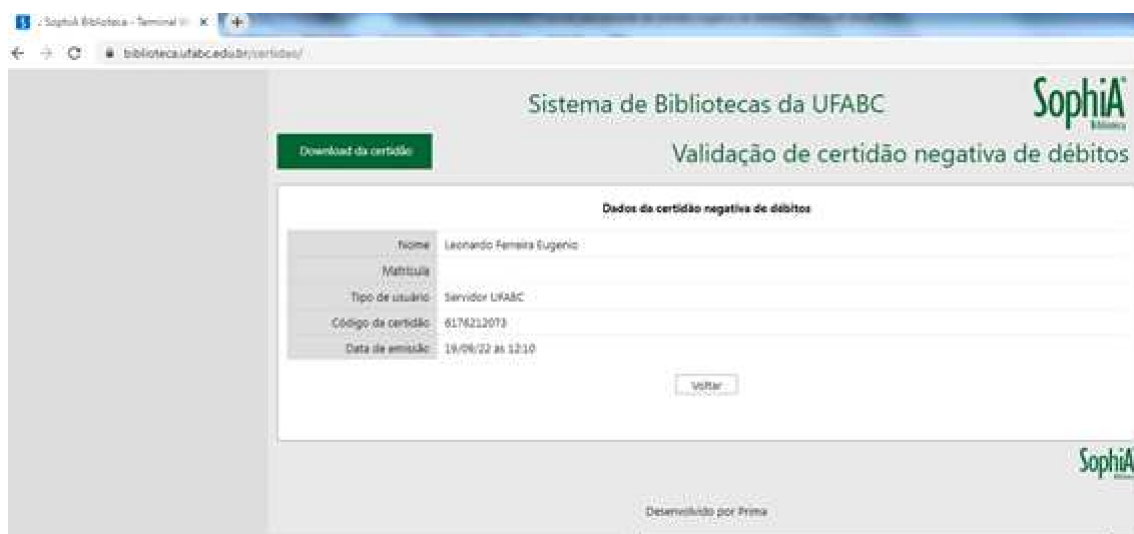 SophiA Biblioteca - Terminal
biblioteca.ufabc.edu.br/certidao/
Sistema de Bibliotecas da UFABC
SophiA
Biblioteca
Download da certidão
Validação de certidão negativa de débitos
Dados da certidão negativa de débitos
Nome Leonardo Ferreira Eugenio
Matrícula
Tipo de usuário Servidor UFABC
Código da certidão 6176212073
Data de emissão 19/09/22 às 12:10
Voltar
SophiA
Desenvolvido por Prima